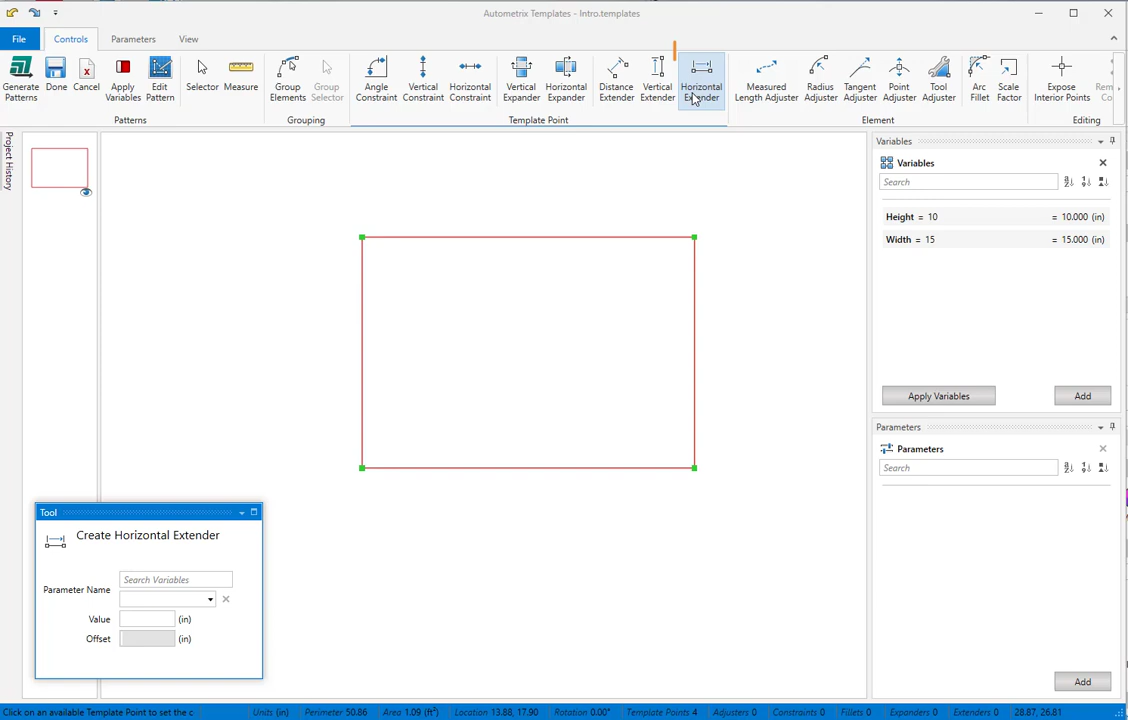 Autometrix Templates - Intro.templates
File Controls Parameters View
Generate Patterns
Done
Cancel
Apply Variables
Edit Pattern
Selector
Measure
Group Elements
Group Selector
Angle Constraint
Vertical Constraint
Horizontal Constraint
Vertical Expander
Horizontal Expander
Distance Extender
Vertical Extender
Horizontal Extender
Measured Length Adjuster
Radius Adjuster
Tangent Adjuster
Point Adjuster
Tool Adjuster
Arc Fillet
Scale Factor
Expose Interior Points
Patterns Grouping Template Point Element Editing
Project History
Variables
Variables
Search
Height = 10 = 10.000 (in)
Width = 15 = 15.000 (in)
Apply Variables Add
Parameters
Parameters
Search
Add
Tool
Create Horizontal Extender
Search Variables
Parameter Name
Value (in)
Offset (in)
Click on an available Template Point to set the c Units (in) Perimeter 50.86 Area 1.09 (ft²) Location 13.88, 17.90 Rotation 0.00° Template Points 4 Adjusters 0 Constraints 0 Fillets 0 Expanders 0 Extenders 0 28.87, 26.81